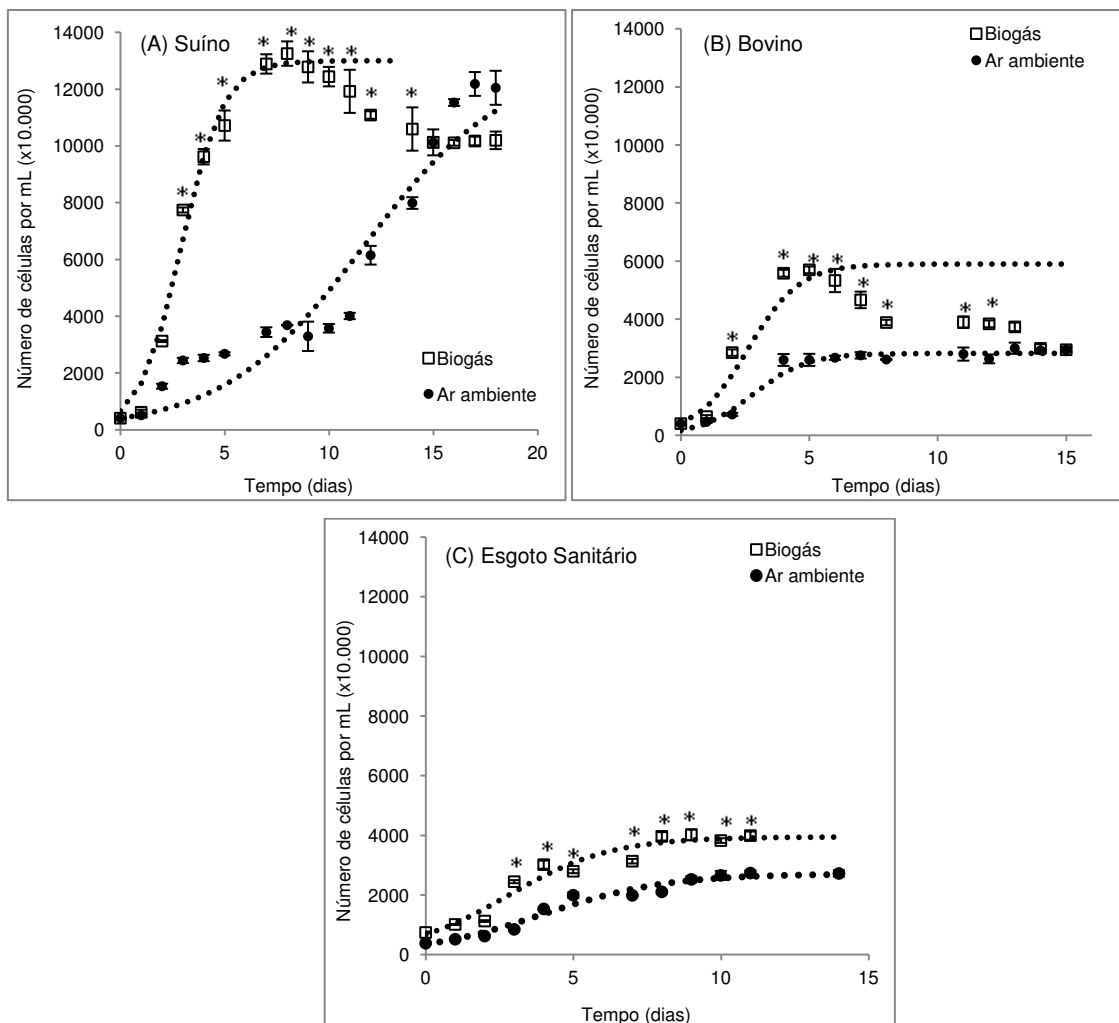 (A) Suíno
Número de células por mL (x10.000)
14000
12000
10000
8000
6000
4000
2000
0
* * * * * * * * * * *
Biogás
Ar ambiente
0 5 10 15 20
Tempo (dias)
(B) Bovino
Biogás
Ar ambiente
Número de células por mL (x10.000)
14000
12000
10000
8000
6000
4000
2000
0
* * * * * * * *
0 5 10 15
Tempo (dias)
(C) Esgoto Sanitário
Biogás
Ar ambiente
Número de células por mL (x10.000)
14000
12000
10000
8000
6000
4000
2000
0
* * * * * * * *
0 5 10 15
Tempo (dias)